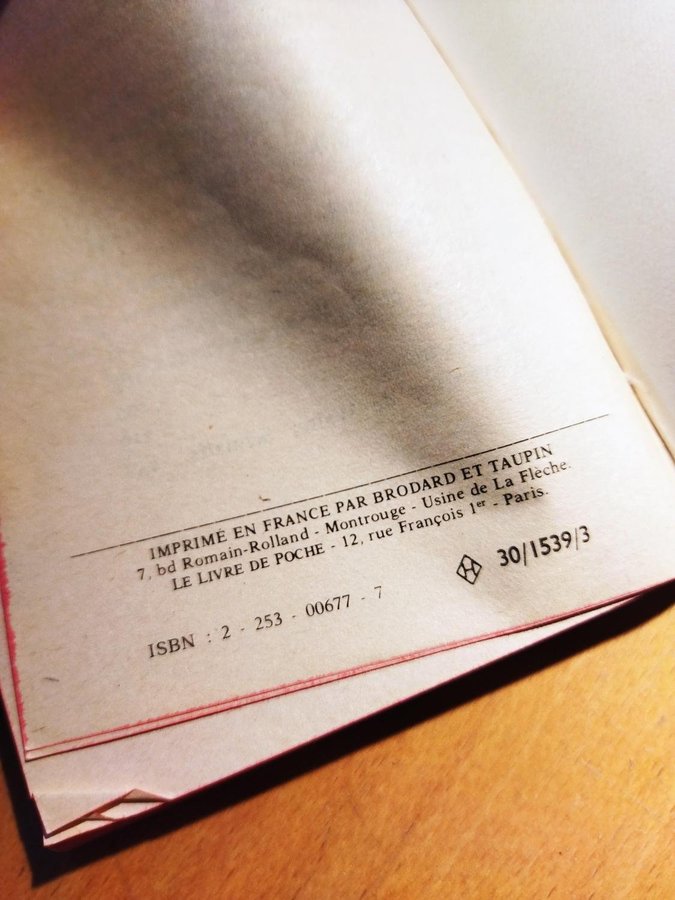 IMPRIMÉ EN FRANCE PAR BRODARD ET TAUPIN
7, bd Romain-Rolland - Montrouge - Usine de La Flèche.
LE LIVRE DE POCHE - 12, rue François 1er - Paris.
ISBN : 2 - 253 - 00677 - 7
30/1539/3